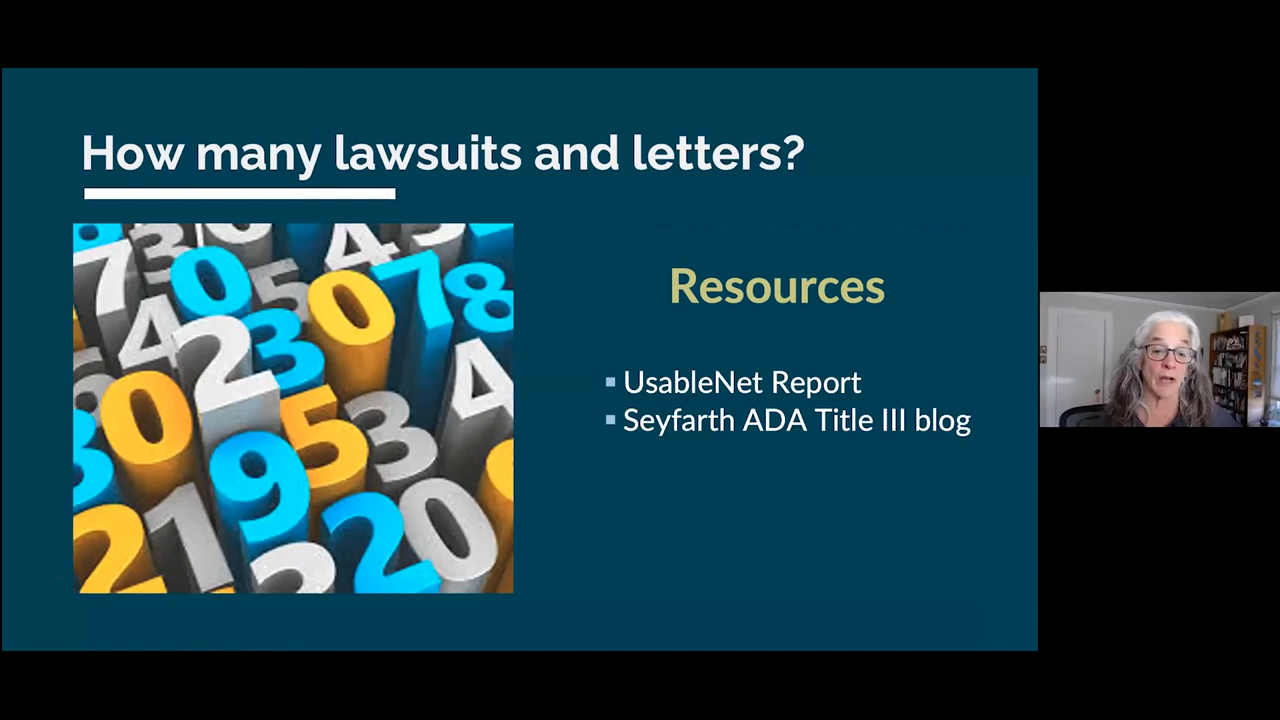 How many lawsuits and letters?
Resources
▪ UsableNet Report
▪ Seyfarth ADA Title III blog